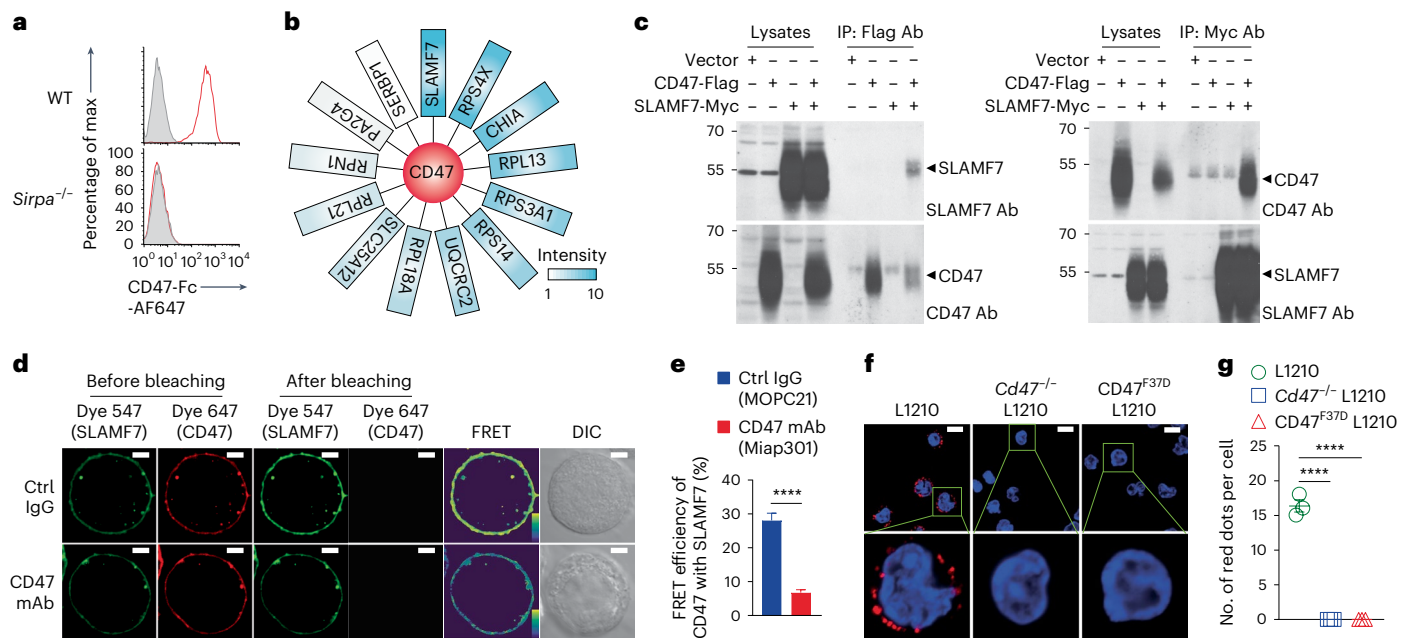 a
WT
Sirpa−/−
Percentage of max
100
80
60
40
20
0
10⁰ 10¹ 10² 10³ 10⁴
CD47-Fc
-AF647
b
CD47
SLAMF7
RPS4X
CHIA
RPL13
RPS3A1
RPS14
UQCRC2
RPL18A
SLC25A12
RPL21
RPN1
PA2G4
SERBP1
Intensity
1 10
c
Lysates IP: Flag Ab
Vector + − − − + − − −
CD47-Flag − + − + − + − +
SLAMF7-Myc − − + + − − + +
70
55
SLAMF7
SLAMF7 Ab
70
55
CD47
CD47 Ab
Lysates IP: Myc Ab
Vector + − − − + − − −
CD47-Flag − + − + − + − +
SLAMF7-Myc − − + + − − + +
70
55
CD47
CD47 Ab
70
55
SLAMF7
SLAMF7 Ab
d
Before bleaching After bleaching
Dye 547 Dye 647 Dye 547 Dye 647
(SLAMF7) (CD47) (SLAMF7) (CD47) FRET DIC
Ctrl
IgG
CD47
mAb
e
Ctrl IgG
(MOPC21)
CD47 mAb
(Miap301)
FRET efficiency of
CD47 with SLAMF7 (%)
40
30
20
10
0
****
f
L1210
Cd47−/−
L1210
CD47F37D
L1210
g
L1210
Cd47−/− L1210
CD47F37D L1210
No. of red dots per cell
25
20
15
10
5
0
****
****